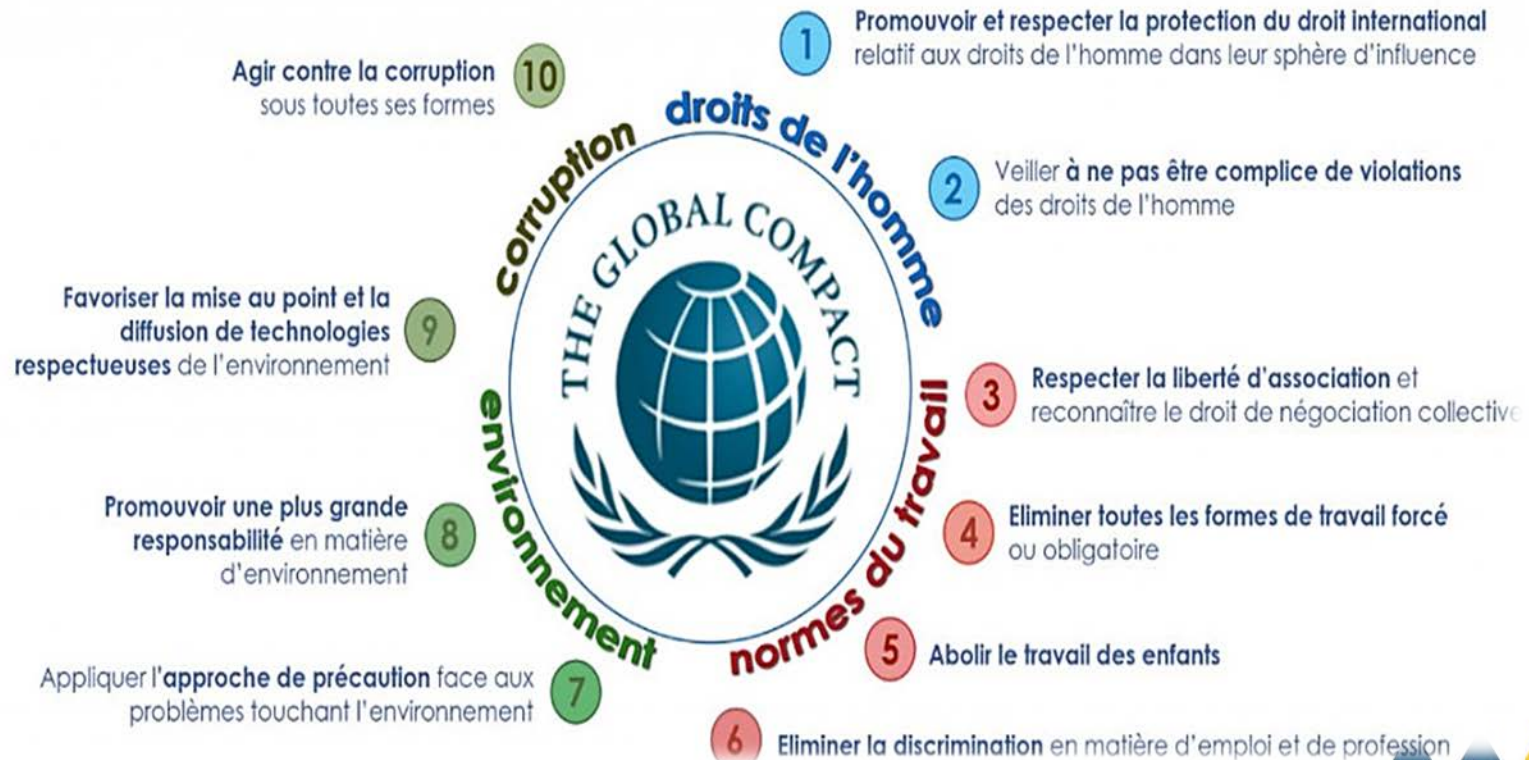 1
Promouvoir et respecter la protection du droit international
relatif aux droits de l'homme dans leur sphère d'influence
2
Veiller à ne pas être complice de violations
des droits de l'homme
3
Respecter la liberté d'association et
reconnaître le droit de négociation collective
4
Eliminer toutes les formes de travail forcé
ou obligatoire
5
Abolir le travail des enfants
6
Eliminer la discrimination en matière d'emploi et de profession
7
Appliquer l'approche de précaution face aux
problèmes touchant l'environnement
8
Promouvoir une plus grande
responsabilité en matière
d'environnement
9
Favoriser la mise au point et la
diffusion de technologies
respectueuses de l'environnement
10
Agir contre la corruption
sous toutes ses formes
droits de l'homme
normes du travail
environnement
corruption
THE GLOBAL COMPACT